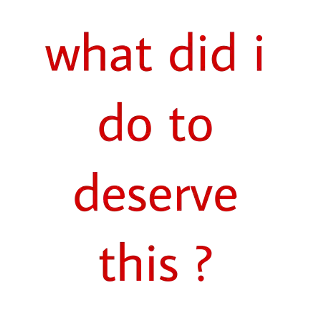 what did i
do to
deserve
this ?